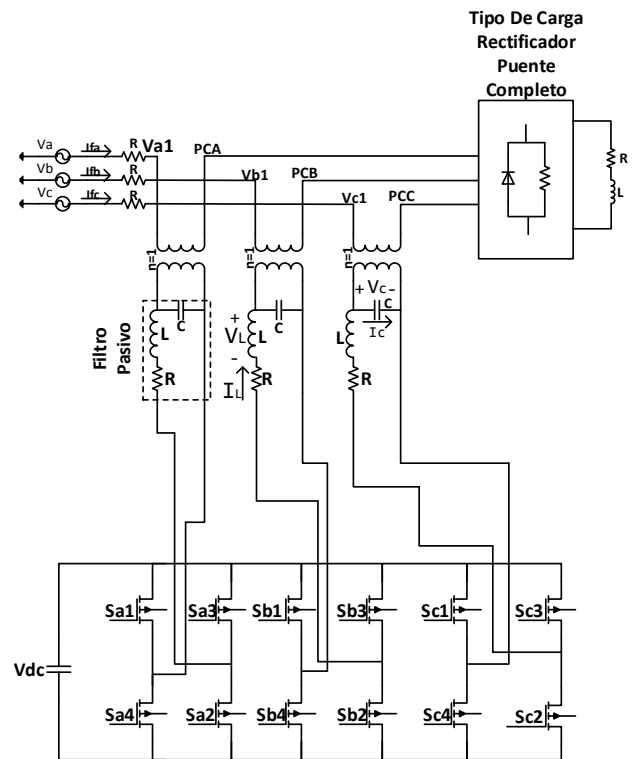 Tipo De Carga
Rectificador
Puente
Completo
Va
Ifa
R
Va1
PCA
Vb
Ifb
R
Vb1
PCB
Vc
Ifc
R
Vc1
PCC
R
L
n=1
n=1
n=1
Filtro
Pasivo
L
C
R
+
VL
-
L
C
IL
R
+ Vc -
C
Ic
L
R
Vdc
Sa1
Sa3
Sb1
Sb3
Sc1
Sc3
Sa4
Sa2
Sb4
Sb2
Sc4
Sc2